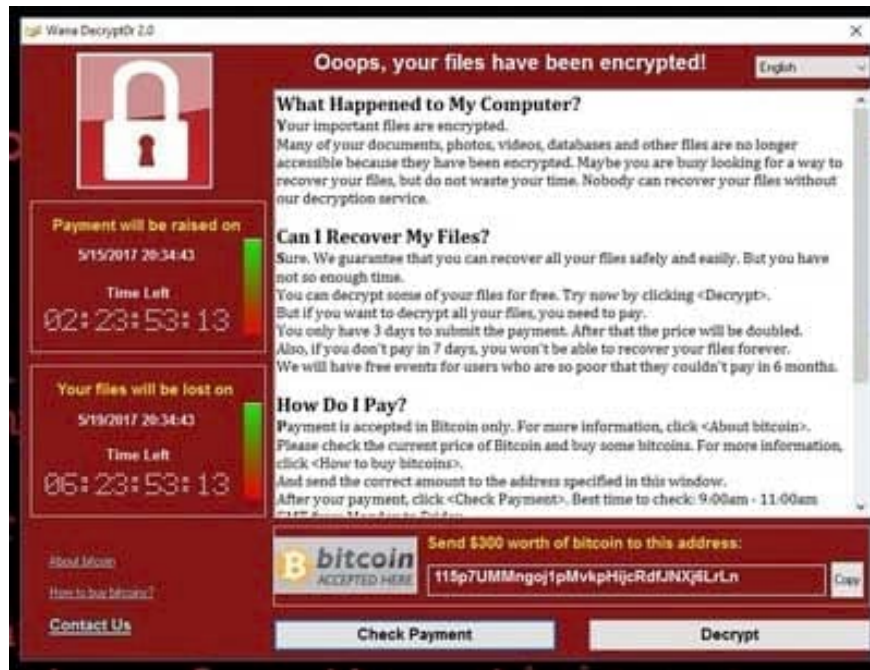 Wana Decrypt0r 2.0
Ooops, your files have been encrypted!
English
What Happened to My Computer?
Your important files are encrypted.
Many of your documents, photos, videos, databases and other files are no longer
accessible because they have been encrypted. Maybe you are busy looking for a way to
recover your files, but do not waste your time. Nobody can recover your files without
our decryption service.
Can I Recover My Files?
Sure. We guarantee that you can recover all your files safely and easily. But you have
not so enough time.
You can decrypt some of your files for free. Try now by clicking <Decrypt>.
But if you want to decrypt all your files, you need to pay.
You only have 3 days to submit the payment. After that the price will be doubled.
Also, if you don't pay in 7 days, you won't be able to recover your files forever.
We will have free events for users who are so poor that they couldn't pay in 6 months.
How Do I Pay?
Payment is accepted in Bitcoin only. For more information, click <About bitcoin>.
Please check the current price of Bitcoin and buy some bitcoins. For more information,
click <How to buy bitcoins>.
And send the correct amount to the address specified in this window.
After your payment, click <Check Payment>. Best time to check: 9:00am - 11:00am
GMT from Monday to Friday.
Payment will be raised on
5/15/2017 20:34:43
Time Left
02:23:53:13
Your files will be lost on
5/19/2017 20:34:43
Time Left
06:23:53:13
About bitcoin
How to buy bitcoins?
Contact Us
bitcoin
ACCEPTED HERE
Send $300 worth of bitcoin to this address:
115p7UMMngoj1pMvkpHijcRdfJNXj6LrLn
Copy
Check Payment
Decrypt